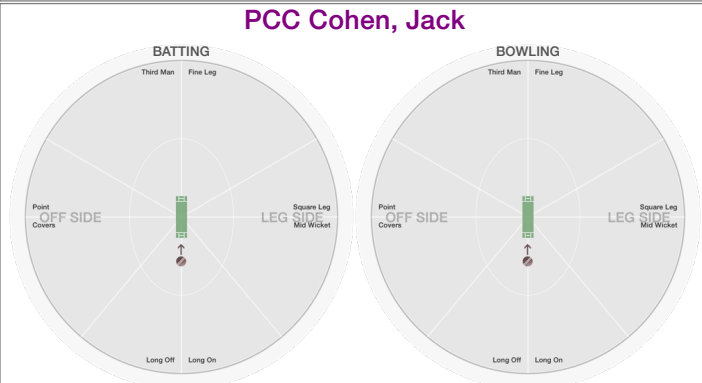 PCC Cohen, Jack
BATTING
Third Man Fine Leg
Point
OFF SIDE
Covers
Square Leg
LEG SIDE
Mid Wicket
Long Off Long On
BOWLING
Third Man Fine Leg
Point
OFF SIDE
Covers
Square Leg
LEG SIDE
Mid Wicket
Long Off Long On